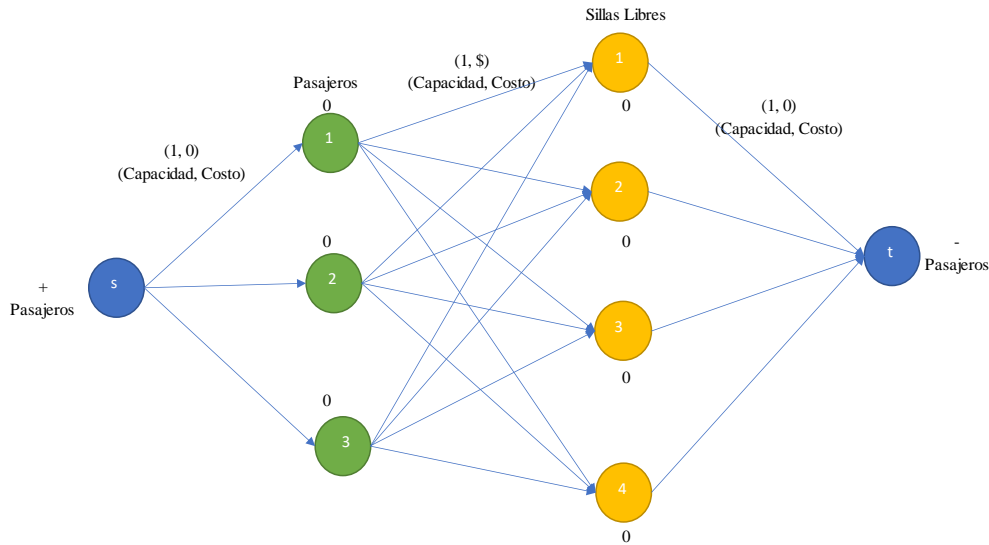 Sillas Libres
1
(1, $)
(Capacidad, Costo)
Pasajeros
0
0
(1, 0)
(Capacidad, Costo)
1
(1, 0)
(Capacidad, Costo)
2
0
0
2
s
+
Pasajeros
t
-
Pasajeros
3
0
0
3
4
0